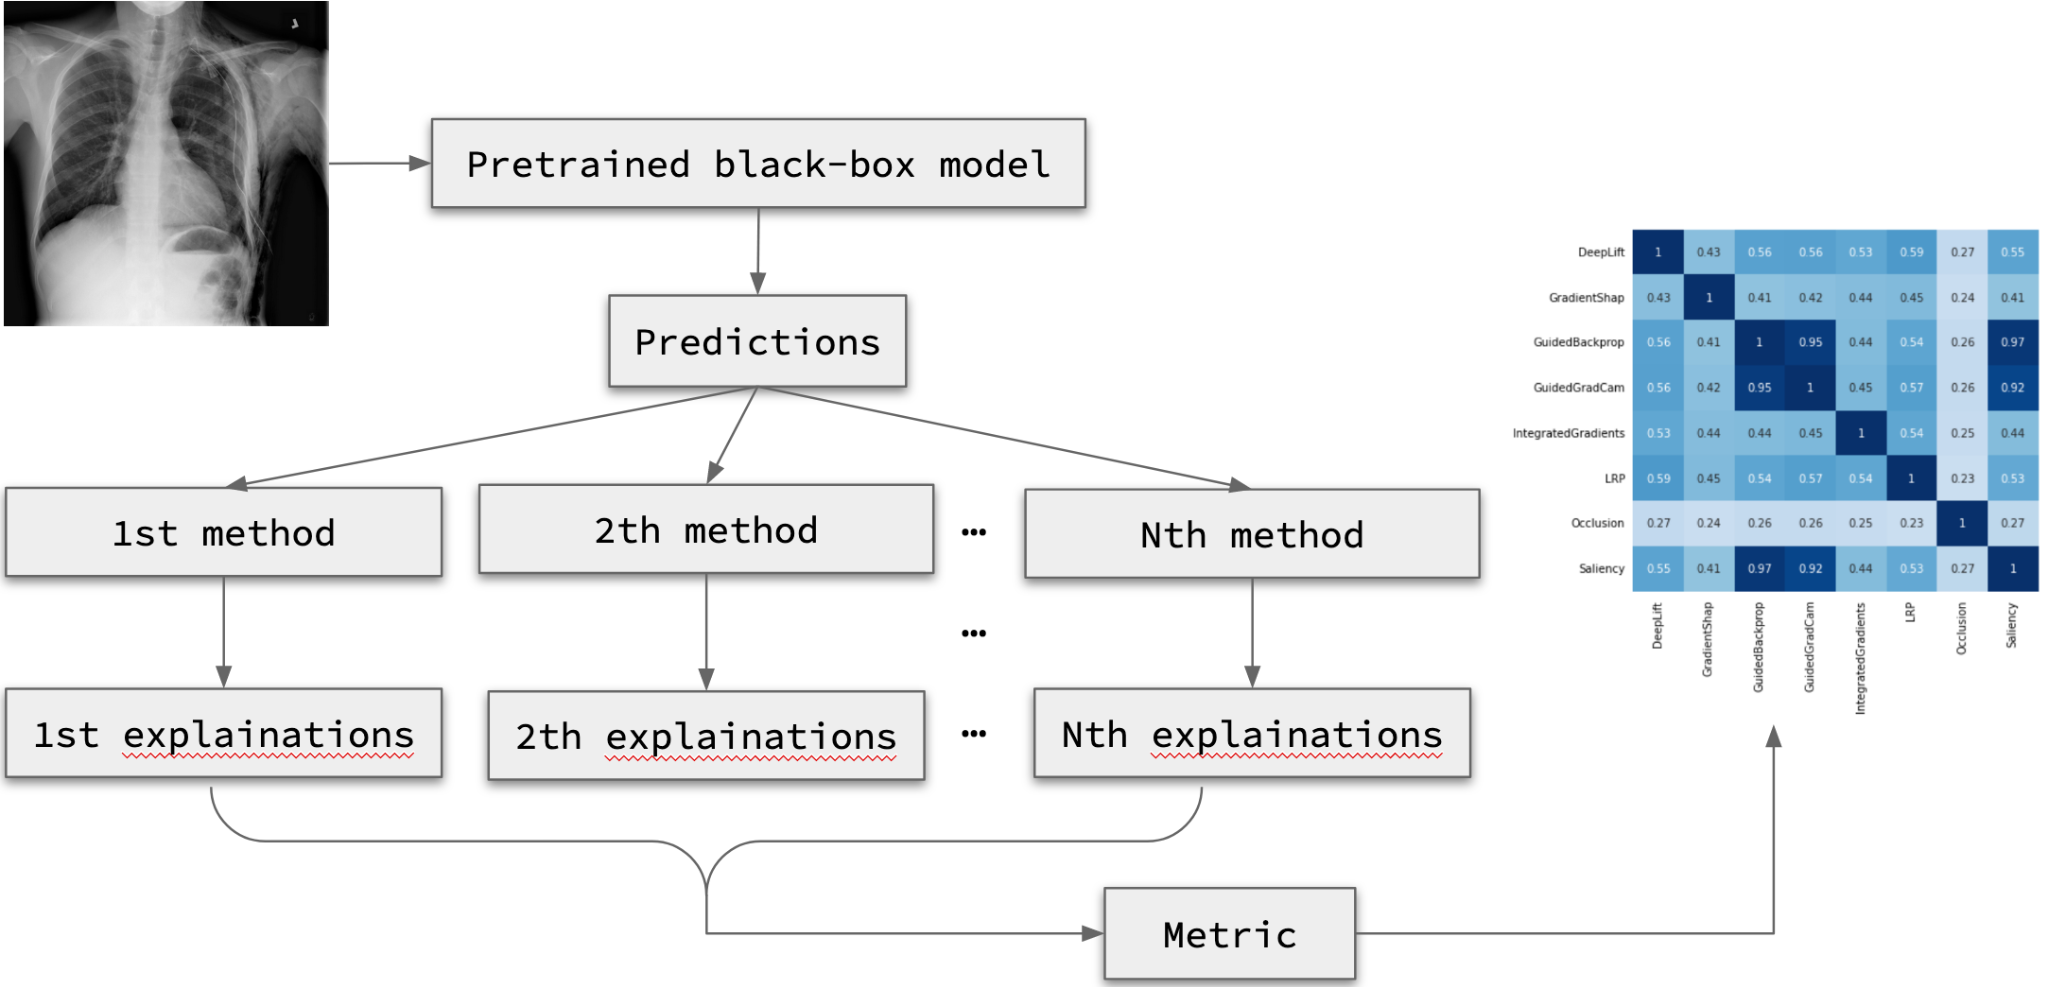 Pretrained black-box model
Predictions
1st method
2th method
...
Nth method
...
1st explainations
2th explainations
...
Nth explainations
Metric
DeepLift 1 0.43 0.56 0.56 0.53 0.59 0.27 0.55
GradientShap 0.43 1 0.41 0.42 0.44 0.45 0.24 0.41
GuidedBackprop 0.56 0.41 1 0.95 0.44 0.54 0.26 0.97
GuidedGradCam 0.56 0.42 0.95 1 0.45 0.57 0.26 0.92
IntegratedGradients 0.53 0.44 0.44 0.45 1 0.54 0.25 0.44
LRP 0.59 0.45 0.54 0.57 0.54 1 0.23 0.53
Occlusion 0.27 0.24 0.26 0.26 0.25 0.23 1 0.27
Saliency 0.55 0.41 0.97 0.92 0.44 0.53 0.27 1
DeepLift
GradientShap
GuidedBackprop
GuidedGradCam
IntegratedGradients
LRP
Occlusion
Saliency